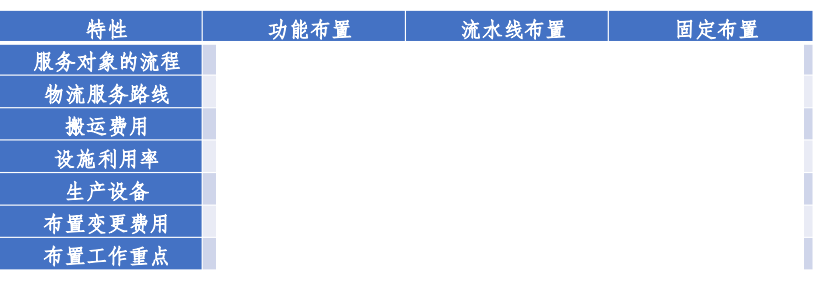 特性 功能布置 流水线布置 固定布置
服务对象的流程
物流服务路线
搬运费用
设施利用率
生产设备
布置变更费用
布置工作重点